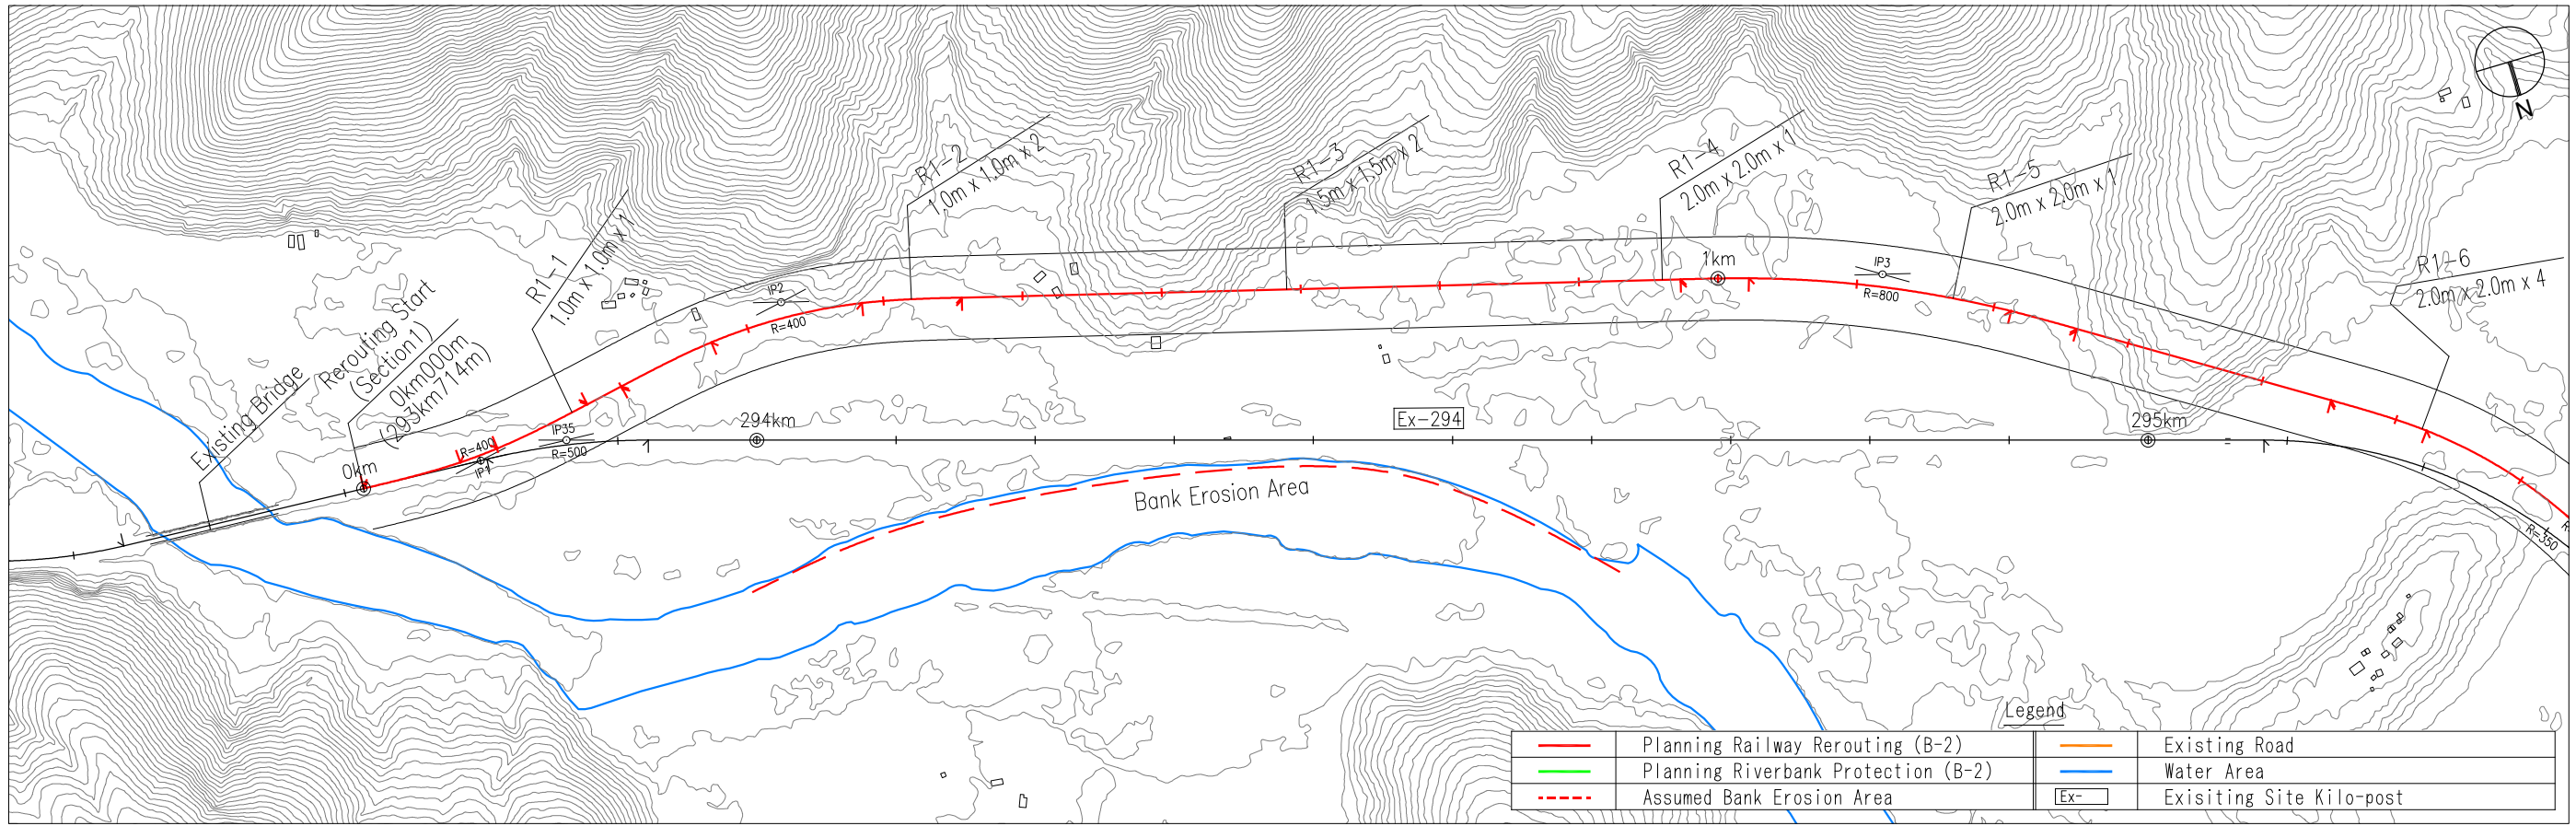 N
R1-1
1.0m x 1.0m x 1
R1-2
1.0m x 1.0m x 2
R1-3
1.5m x 1.5m x 2
R1-4
2.0m x 2.0m x 1
R1-5
2.0m x 2.0m x 1
R1-6
2.0m x 2.0m x 4
Existing Bridge
Rerouting Start
(Section1)
0km000m
(293km714m)
0km
R=400
IP1
IP35
R=500
IP2
R=400
294km
Ex-294
1km
IP3
R=800
295km
R=350
Bank Erosion Area
Legend
Planning Railway Rerouting (B-2)
Existing Road
Planning Riverbank Protection (B-2)
Water Area
Assumed Bank Erosion Area
Ex-
Exisiting Site Kilo-post